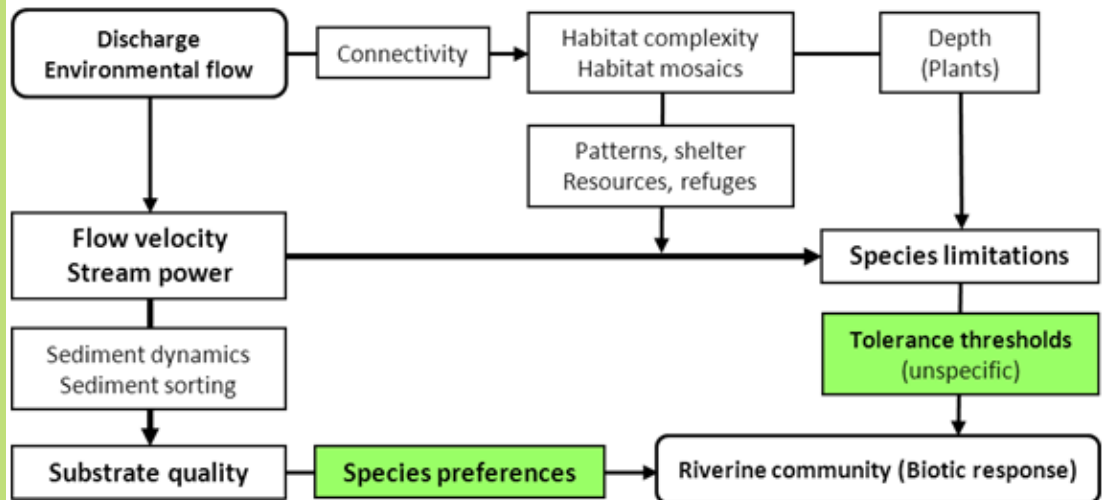 Discharge
Environmental flow
Connectivity
Habitat complexity
Habitat mosaics
Depth
(Plants)
Patterns, shelter
Resources, refuges
Flow velocity
Stream power
Species limitations
Sediment dynamics
Sediment sorting
Tolerance thresholds
(unspecific)
Substrate quality
Species preferences
Riverine community (Biotic response)